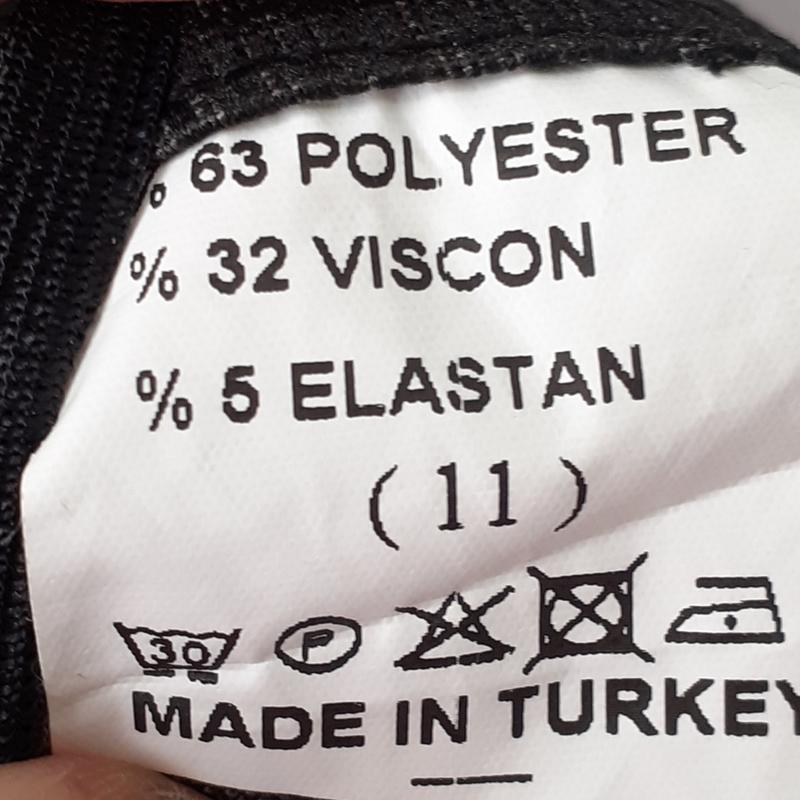 % 63 POLYESTER
% 32 VISCON
% 5 ELASTAN
( 11 )
30 P
MADE IN TURKEY